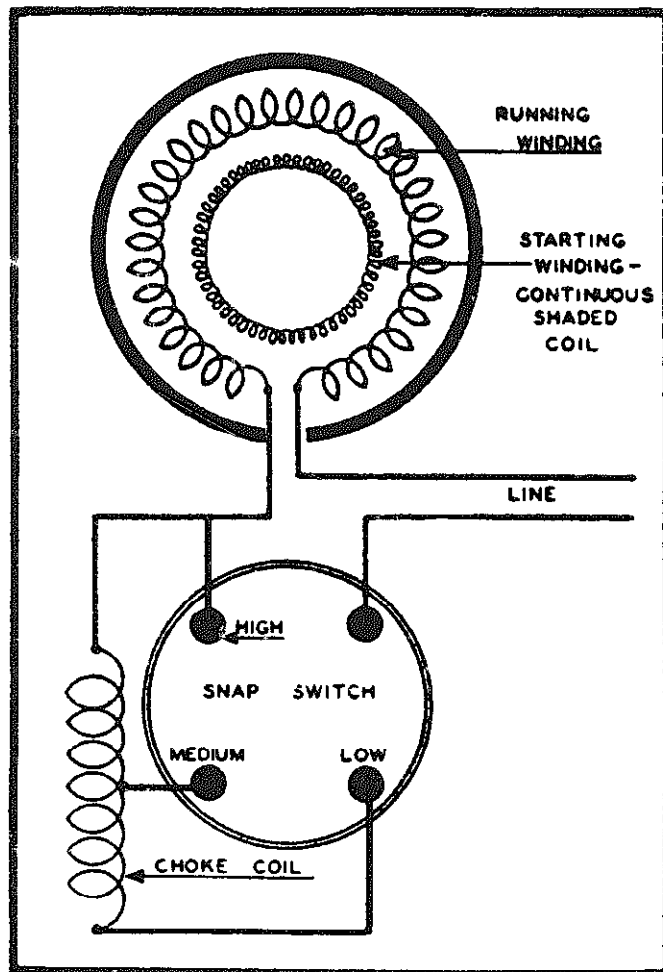 RUNNING
WINDING
STARTING
WINDING –
CONTINUOUS
SHADED
COIL
LINE
HIGH
SNAP SWITCH
MEDIUM LOW
CHOKE COIL